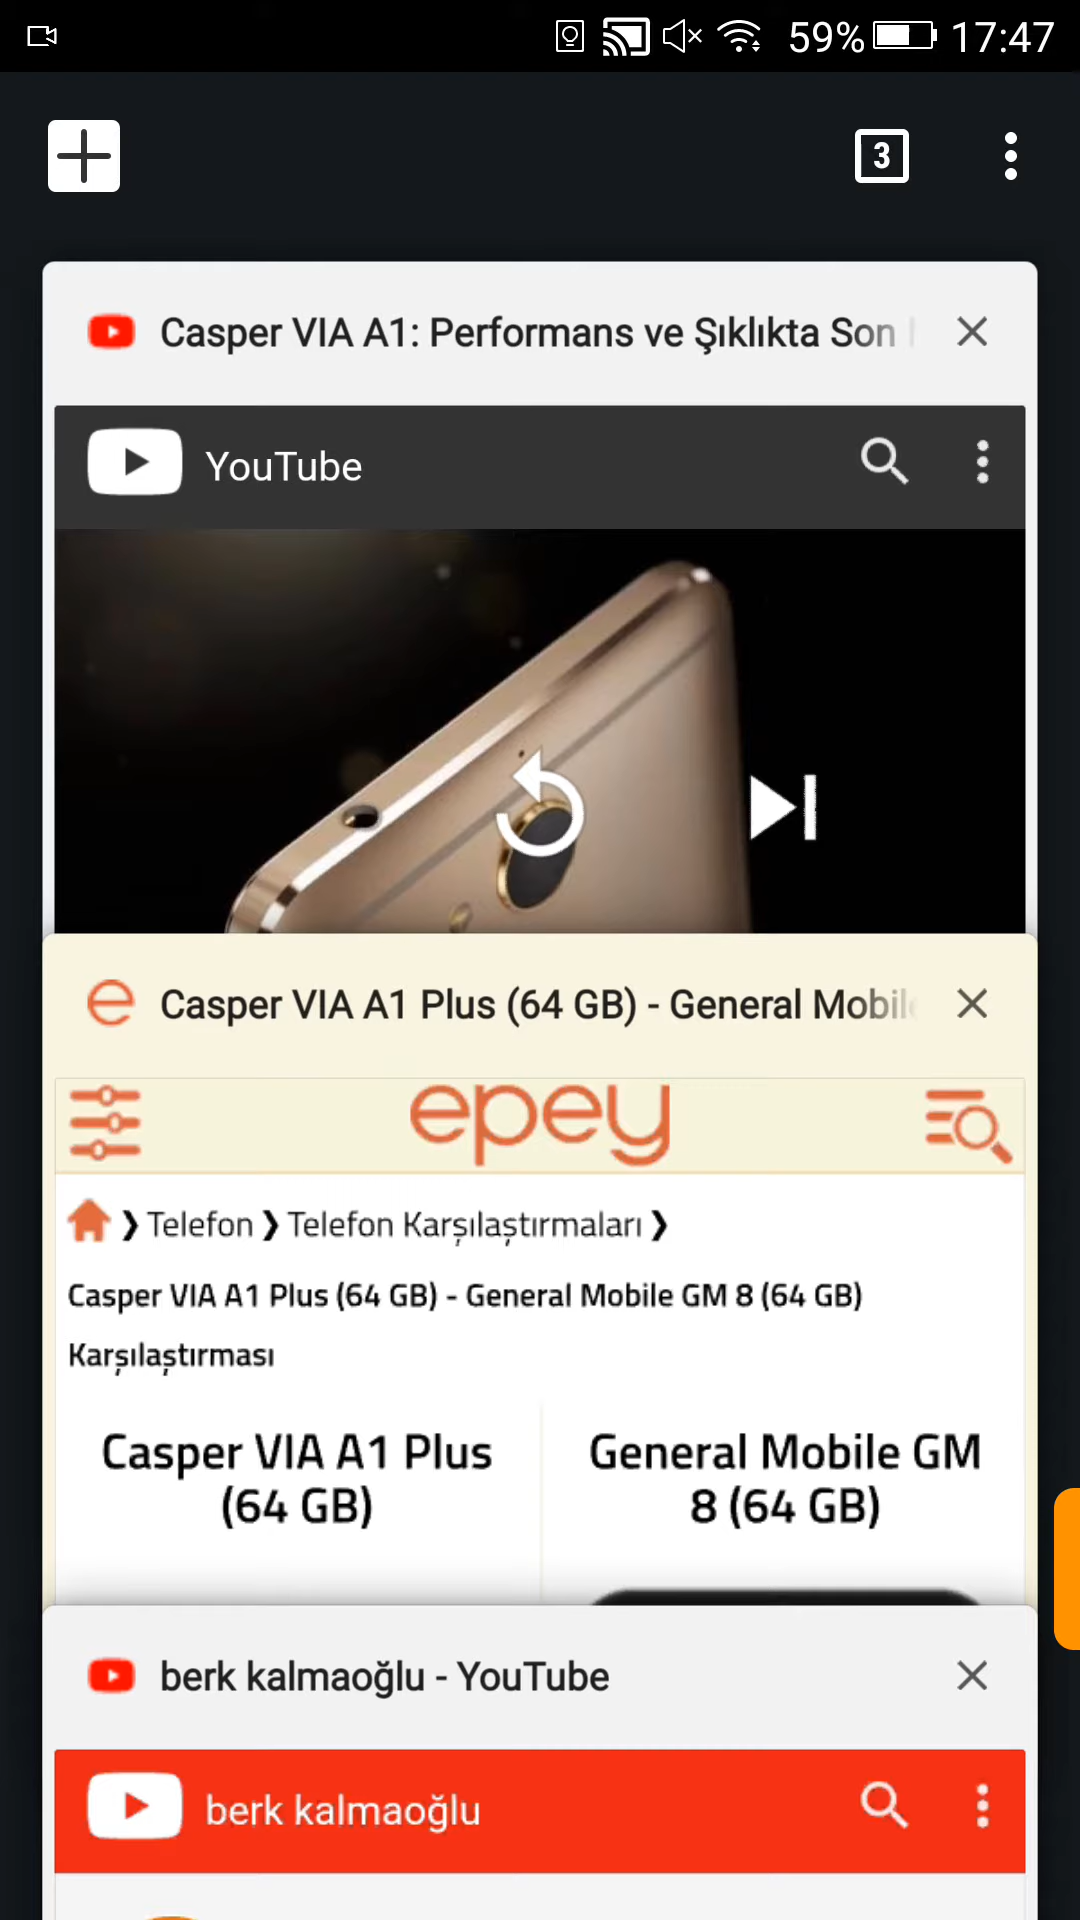 59% 17:47
3
Casper VIA A1: Performans ve Şıklıkta Son
YouTube
Casper VIA A1 Plus (64 GB) - General Mobile
epey
Telefon ❯ Telefon Karşılaştırmaları ❯
Casper VIA A1 Plus (64 GB) - General Mobile GM 8 (64 GB)
Karşılaştırması
Casper VIA A1 Plus
(64 GB)
General Mobile GM
8 (64 GB)
berk kalmaoğlu - YouTube
berk kalmaoğlu